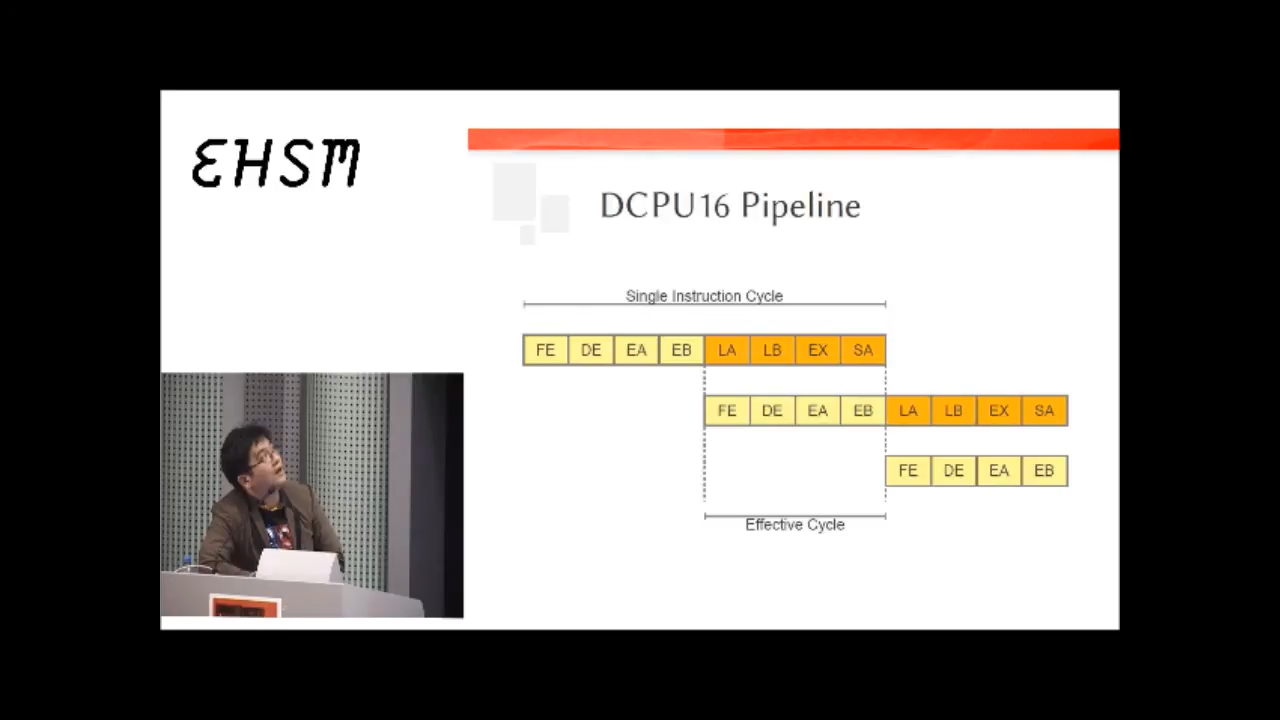 EHSM
DCPU16 Pipeline
Single Instruction Cycle
FE DE EA EB LA LB EX SA
FE DE EA EB LA LB EX SA
FE DE EA EB
Effective Cycle